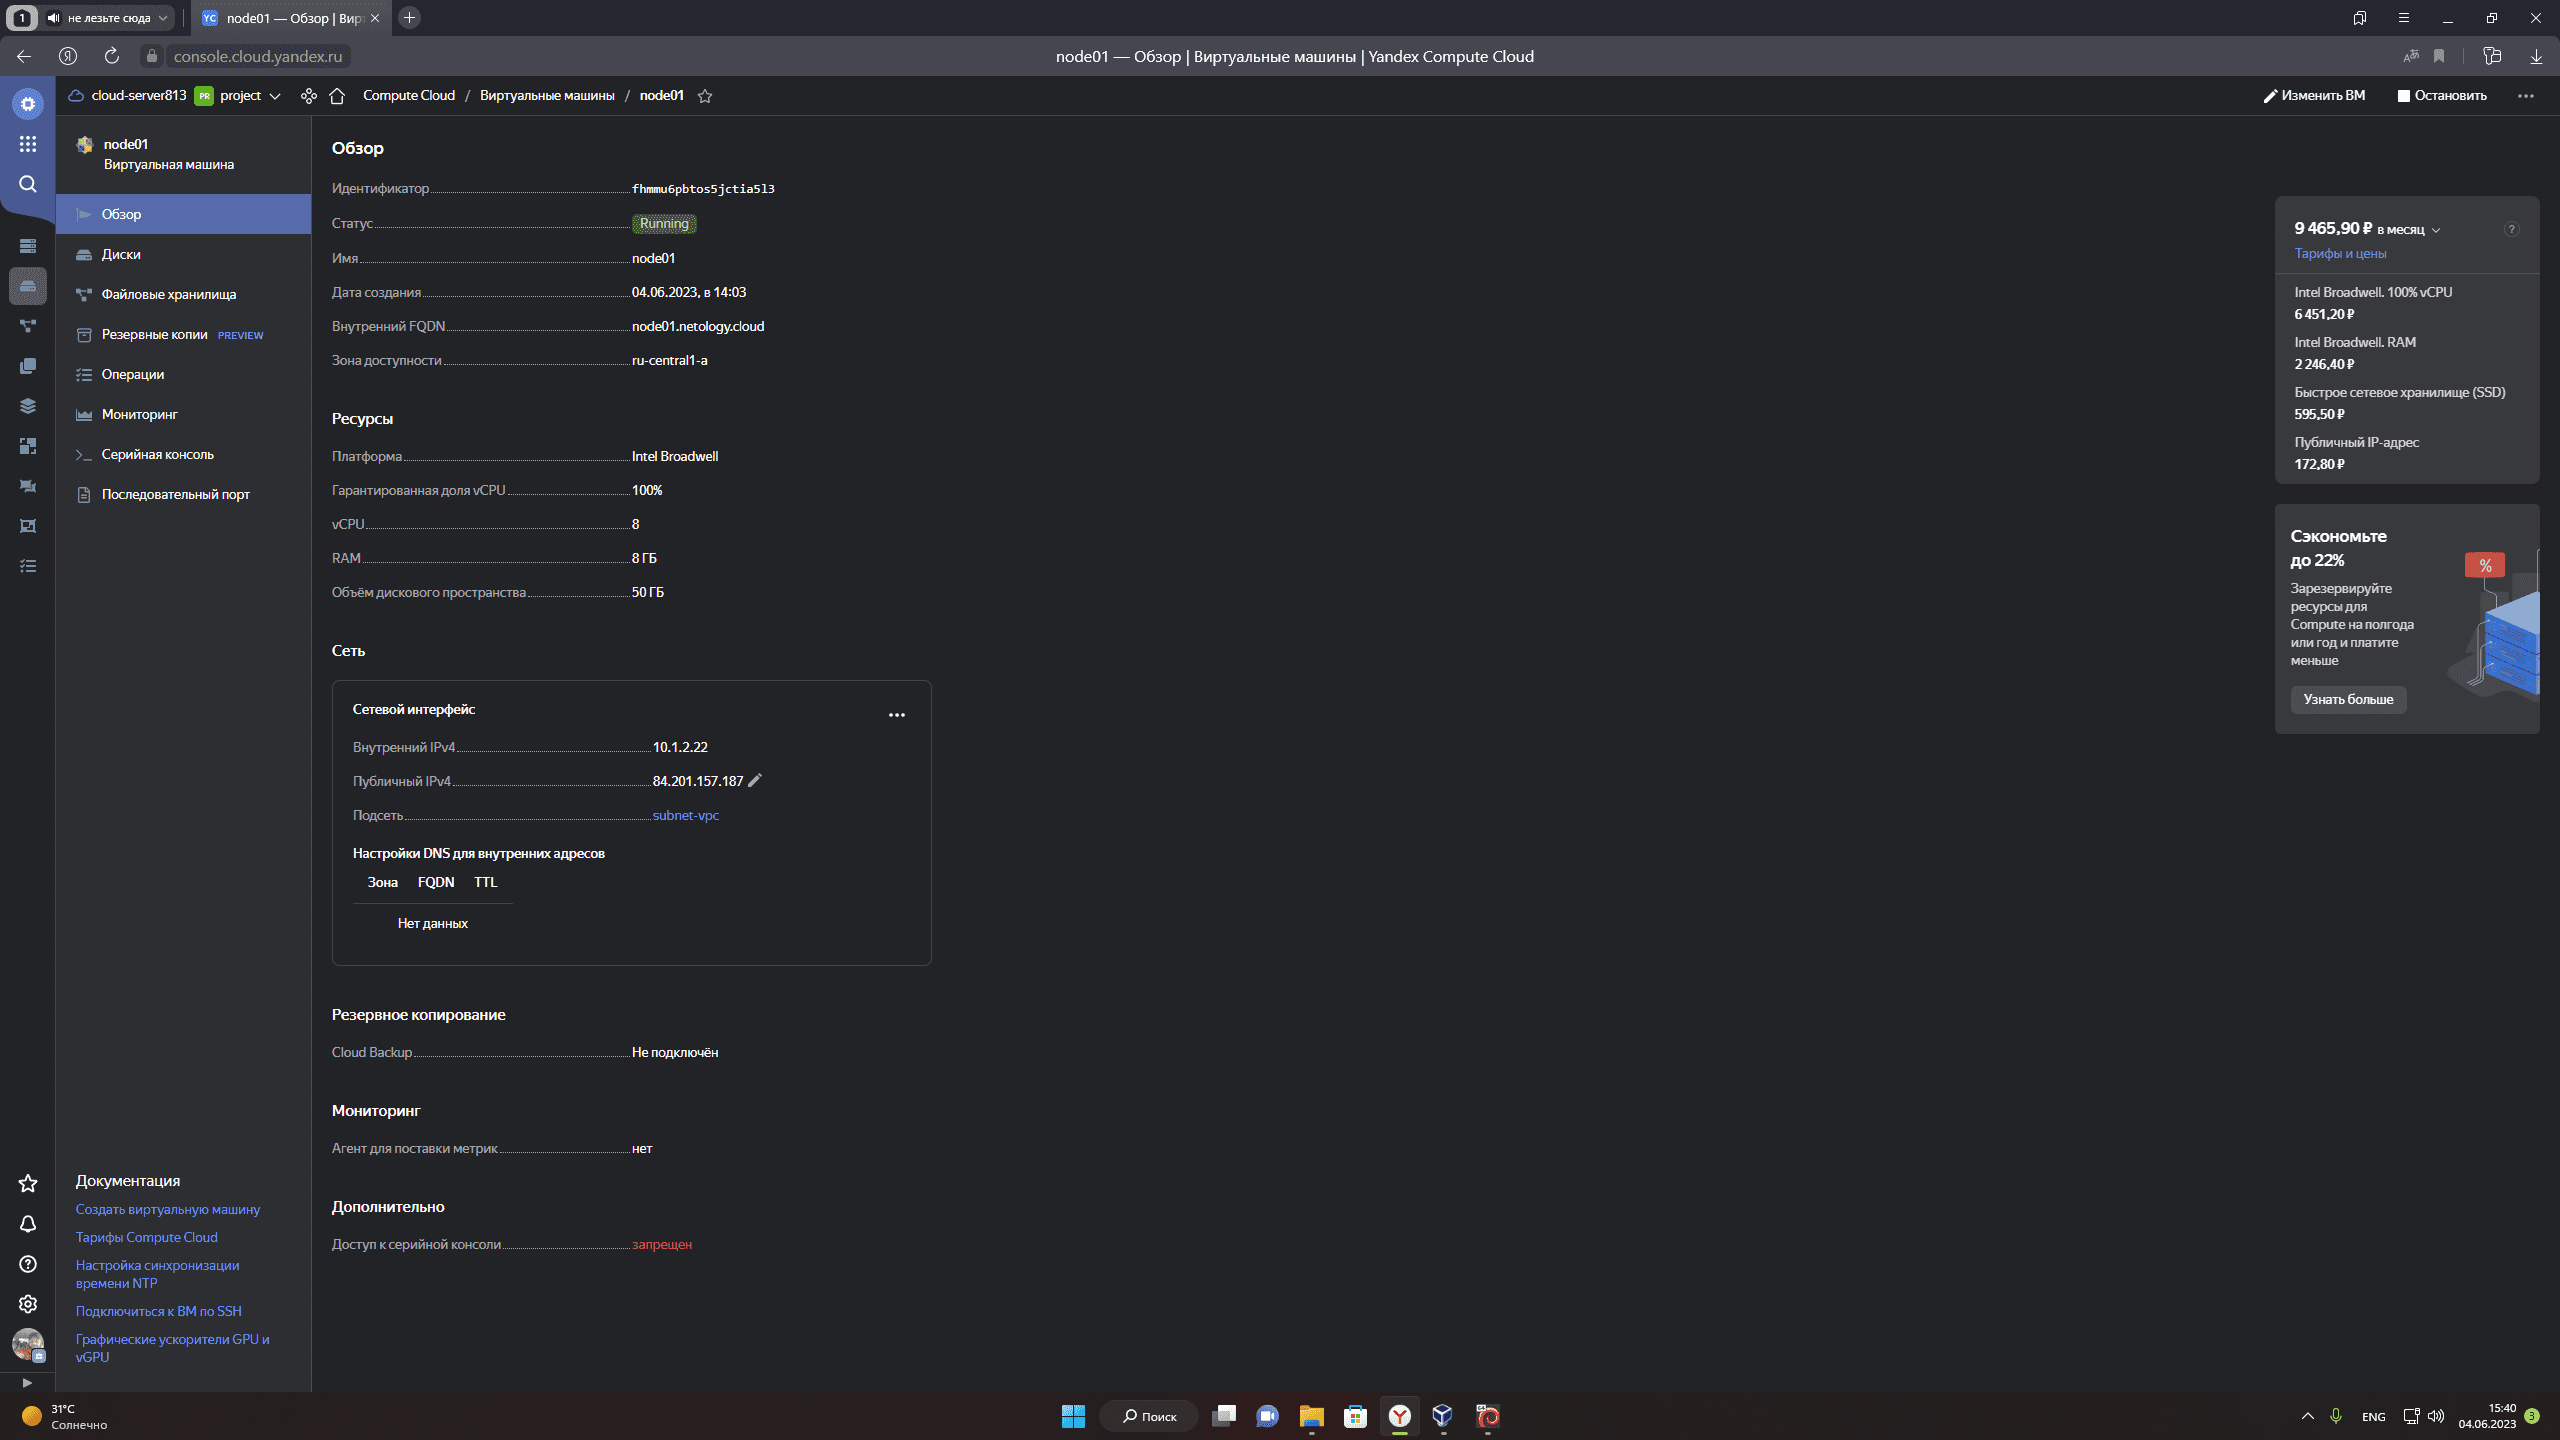 1
не лезьте сюда
YC
node01 — Обзор | Вирт
console.cloud.yandex.ru
node01 — Обзор | Виртуальные машины | Yandex Compute Cloud
cloud-server813
PR
project
Compute Cloud / Виртуальные машины / node01
Изменить ВМ
Остановить
node01
Виртуальная машина
Обзор
Диски
Файловые хранилища
Резервные копии PREVIEW
Операции
Мониторинг
Серийная консоль
Последовательный порт
Документация
Создать виртуальную машину
Тарифы Compute Cloud
Настройка синхронизации
времени NTP
Подключиться к ВМ по SSH
Графические ускорители GPU и
vGPU
Обзор
Идентификатор fhmmu6pbtos5jctia5l3
Статус Running
Имя node01
Дата создания 04.06.2023, в 14:03
Внутренний FQDN node01.netology.cloud
Зона доступности ru-central1-a
Ресурсы
Платформа Intel Broadwell
Гарантированная доля vCPU 100%
vCPU 8
RAM 8 ГБ
Объём дискового пространства 50 ГБ
Сеть
Сетевой интерфейс
Внутренний IPv4 10.1.2.22
Публичный IPv4 84.201.157.187
Подсеть subnet-vpc
Настройки DNS для внутренних адресов
Зона FQDN TTL
Нет данных
Резервное копирование
Cloud Backup Не подключён
Мониторинг
Агент для поставки метрик нет
Дополнительно
Доступ к серийной консоли запрещен
9 465,90 ₽ в месяц
?
Тарифы и цены
Intel Broadwell. 100% vCPU
6 451,20 ₽
Intel Broadwell. RAM
2 246,40 ₽
Быстрое сетевое хранилище (SSD)
595,50 ₽
Публичный IP-адрес
172,80 ₽
Сэкономьте
до 22%
%
Зарезервируйте
ресурсы для
Compute на полгода
или год и платите
меньше
Узнать больше
31°C
Солнечно
Поиск
ENG
15:40
04.06.2023
3